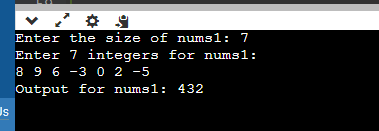 Enter the size of nums1: 7
Enter 7 integers for nums1:
8 9 6 -3 0 2 -5
Output for nums1: 432
Js